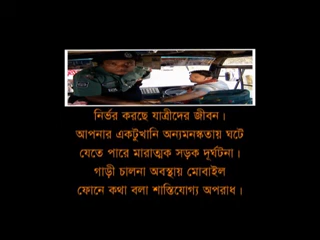 নির্ভর করছে যাত্রীদের জীবন।
আপনার একটুখানি অন্যমনস্কতায় ঘটে
যেতে পারে মারাত্মক সড়ক দূর্ঘটনা।
গাড়ী চালনা অবস্থায় মোবাইল
ফোনে কথা বলা শাস্তিযোগ্য অপরাধ।